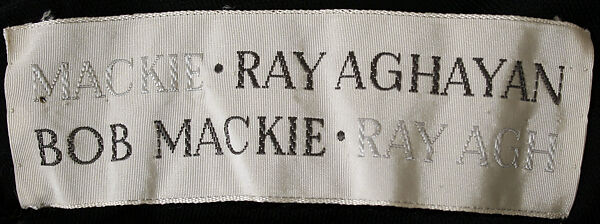 MACKIE • RAY AGHAYAN
BOB MACKIE • RAY AGH